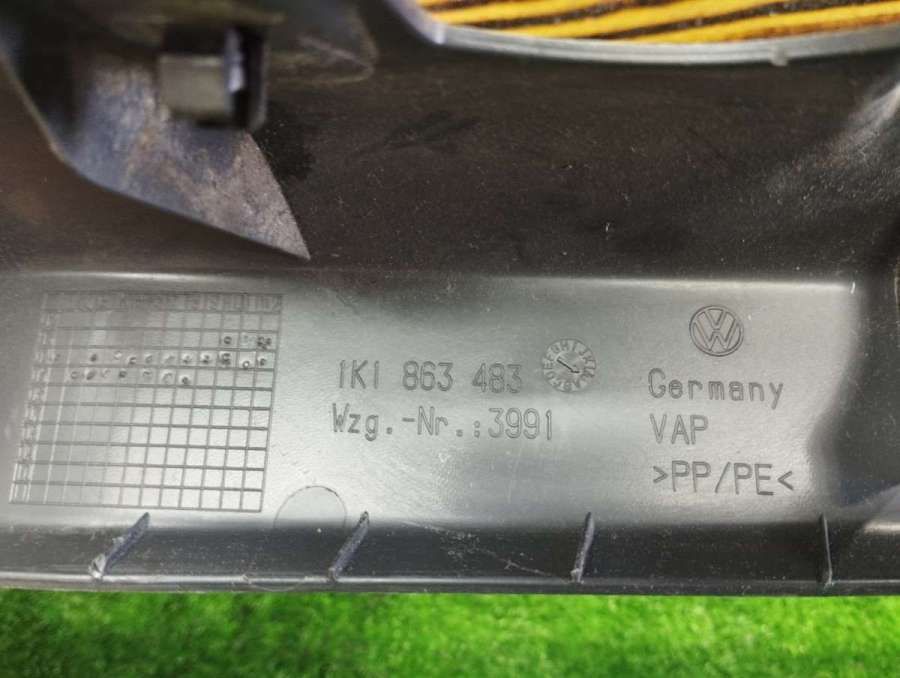 1K1 863 483
Wzg.-Nr.:3991
Germany
VAP
>PP/PE<